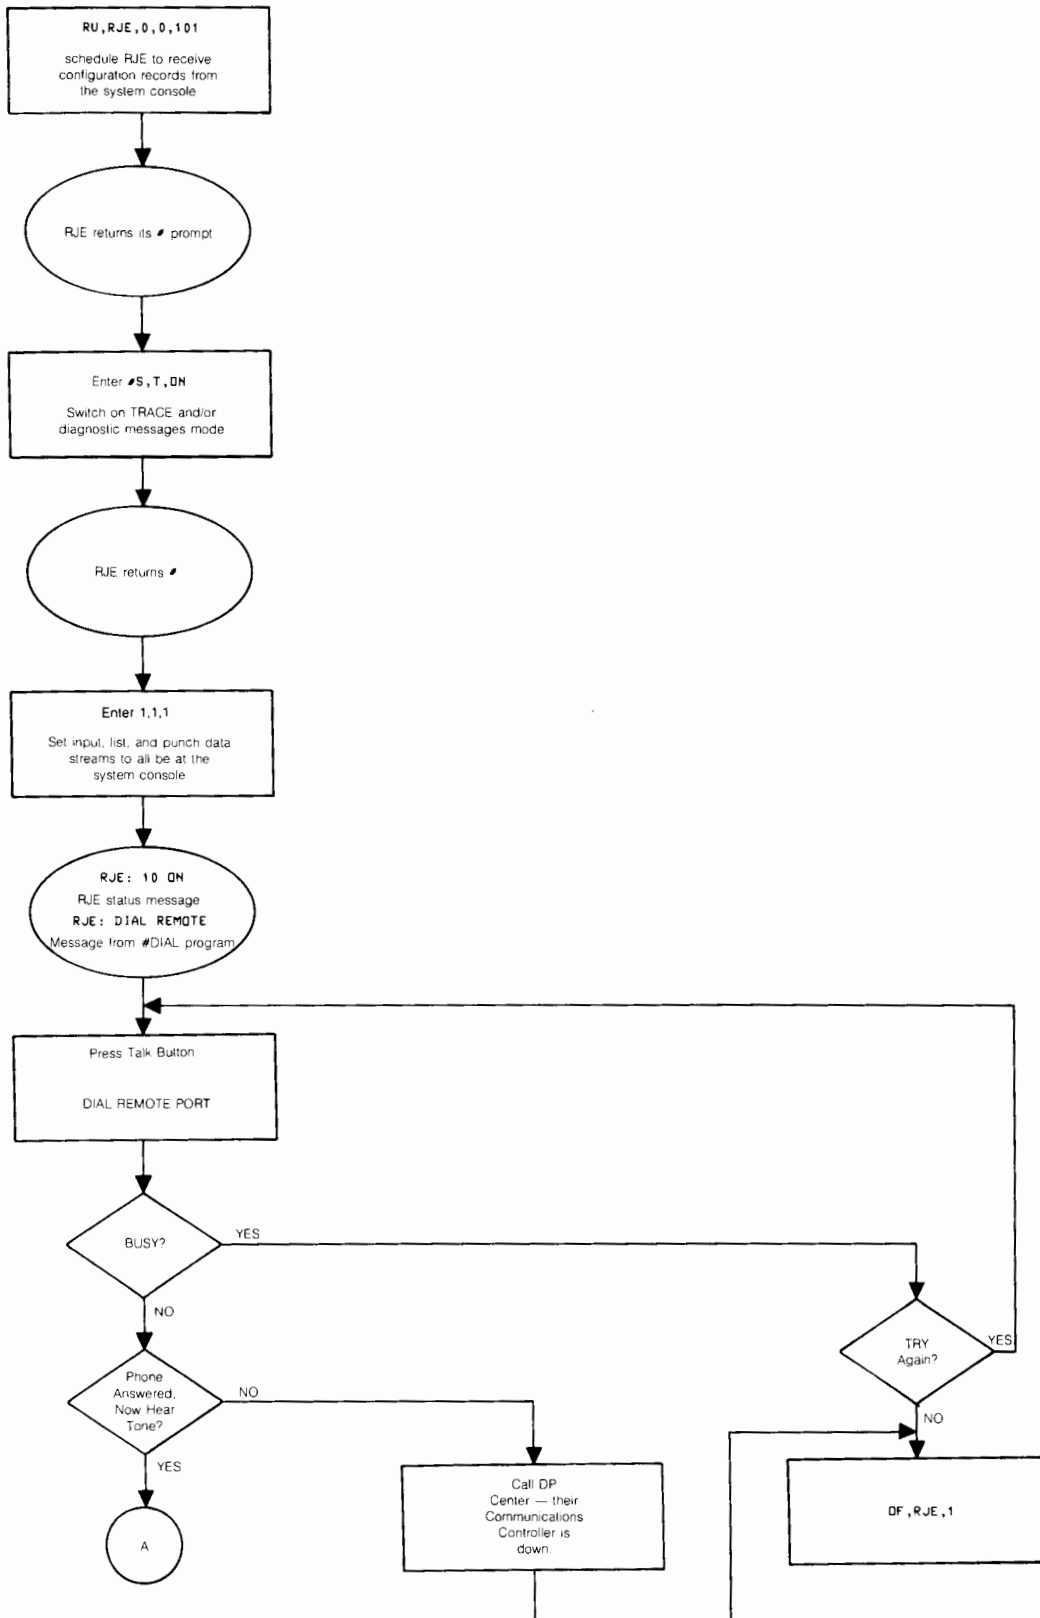 RU,RJE,0,0,101
schedule RJE to receive
configuration records from
the system console
RJE returns its # prompt
Enter #S,T,ON
Switch on TRACE and/or
diagnostic messages mode
RJE returns #
Enter 1,1,1
Set input, list, and punch data
streams to all be at the
system console
RJE: 10 ON
RJE status message
RJE: DIAL REMOTE
Message from #DIAL program
Press Talk Button
DIAL REMOTE PORT
BUSY?
YES
NO
TRY
Again?
YES
NO
Phone
Answered,
Now Hear
Tone?
NO
YES
A
Call DP
Center — their
Communications
Controller is
down.
OF,RJE,1